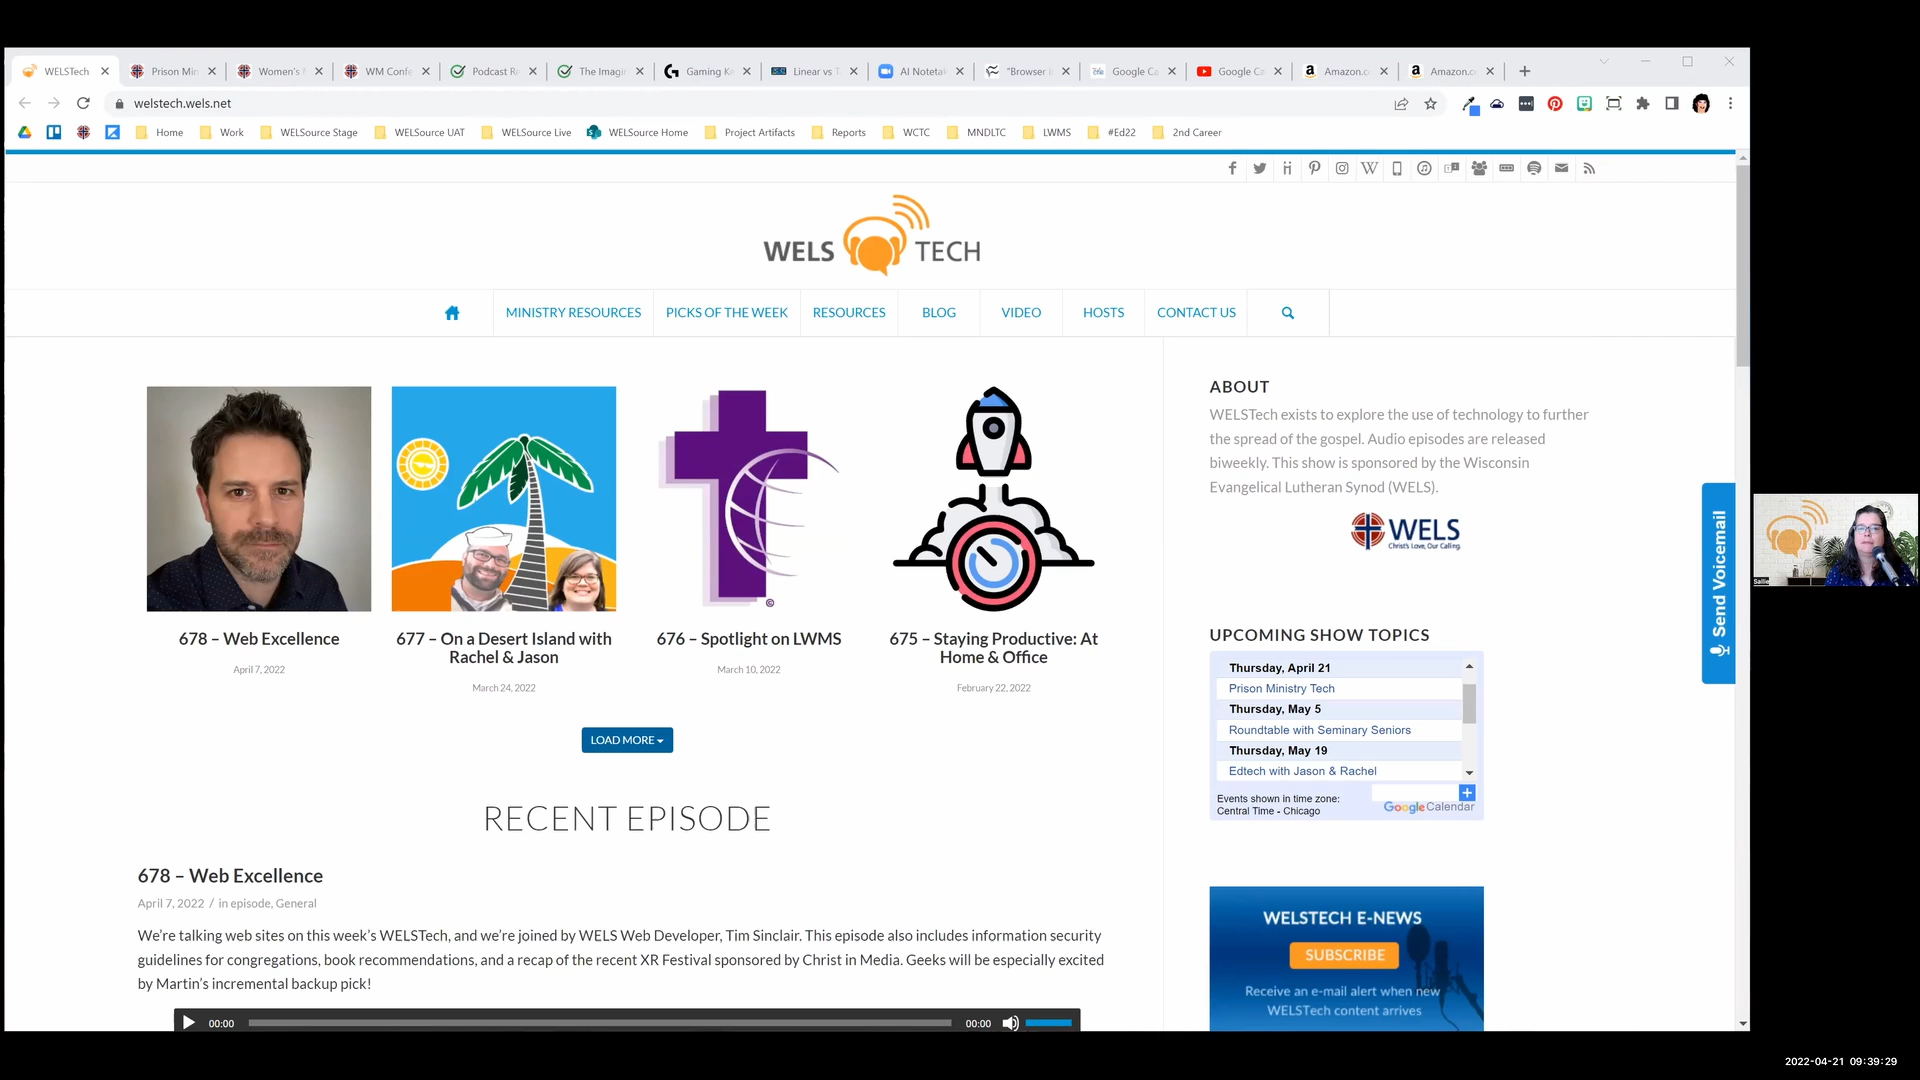 WELSTech
Prison Min
Women's
WM Confe
Podcast R
The Imagi
Gaming K
Linear vs T
AI Notetak
"Browser I
Google Ca
Google Ca
Amazon.c
Amazon.c
welstech.wels.net
Home
Work
WELSource Stage
WELSource UAT
WELSource Live
WELSource Home
Project Artifacts
Reports
WCTC
MNDLTC
LWMS
#Ed22
2nd Career
WELS TECH
MINISTRY RESOURCES
PICKS OF THE WEEK
RESOURCES
BLOG
VIDEO
HOSTS
CONTACT US
678 – Web Excellence
April 7, 2022
677 – On a Desert Island with
Rachel & Jason
March 24, 2022
©
676 – Spotlight on LWMS
March 10, 2022
675 – Staying Productive: At
Home & Office
February 22, 2022
LOAD MORE
RECENT EPISODE
678 – Web Excellence
April 7, 2022 / in episode, General
We're talking web sites on this week's WELSTech, and we're joined by WELS Web Developer, Tim Sinclair. This episode also includes information security
guidelines for congregations, book recommendations, and a recap of the recent XR Festival sponsored by Christ in Media. Geeks will be especially excited
by Martin's incremental backup pick!
00:00
00:00
ABOUT
WELSTech exists to explore the use of technology to further
the spread of the gospel. Audio episodes are released
biweekly. This show is sponsored by the Wisconsin
Evangelical Lutheran Synod (WELS).
WELS
Christ's Love, Our Calling.
UPCOMING SHOW TOPICS
Thursday, April 21
Prison Ministry Tech
Thursday, May 5
Roundtable with Seminary Seniors
Thursday, May 19
Edtech with Jason & Rachel
Events shown in time zone:
Central Time - Chicago
Google Calendar
WELSTECH E-NEWS
SUBSCRIBE
Receive an e-mail alert when new
WELSTech content arrives
Send Voicemail
Sallie
2022-04-21 09:39:29